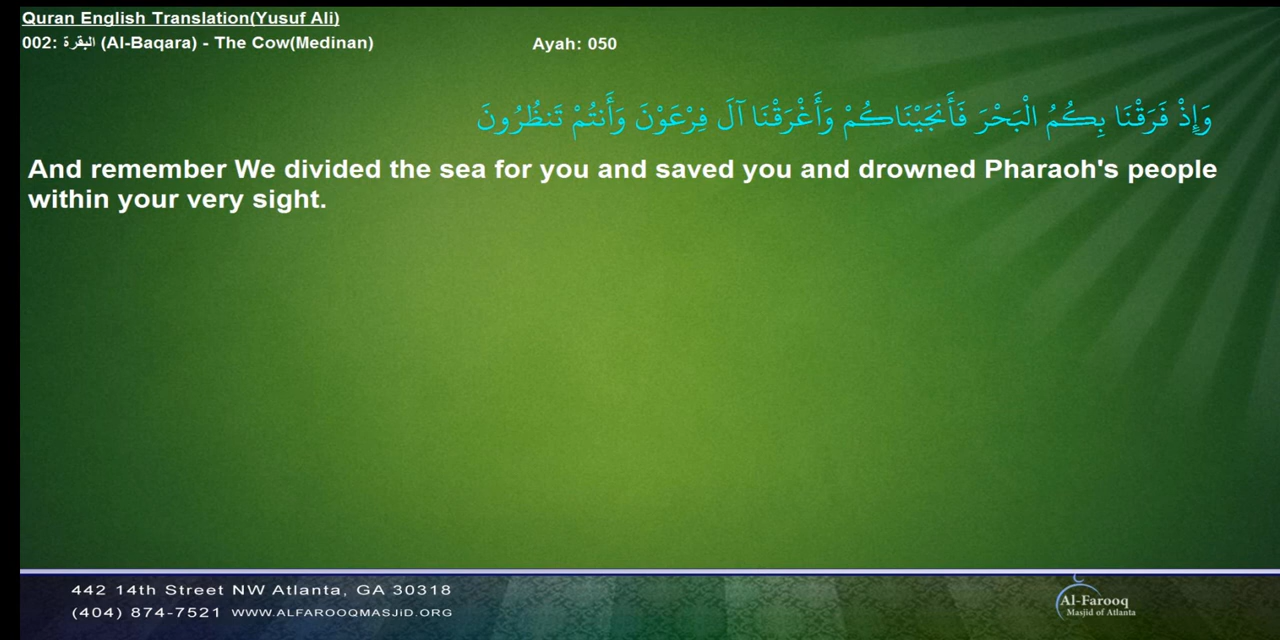 Quran English Translation(Yusuf Ali)
002: البقرة (Al-Baqara) - The Cow(Medinan)
Ayah: 050
وَإِذْ فَرَقْنَا بِكُمُ الْبَحْرَ فَأَنجَيْنَاكُمْ وَأَغْرَقْنَا آلَ فِرْعَوْنَ وَأَنتُمْ تَنظُرُونَ
And remember We divided the sea for you and saved you and drowned Pharaoh's people
within your very sight.
442 14th Street NW Atlanta, GA 30318
(404) 874-7521 WWW.ALFAROOQMASJiD.ORG
Al-Farooq
Masjid of Atlanta